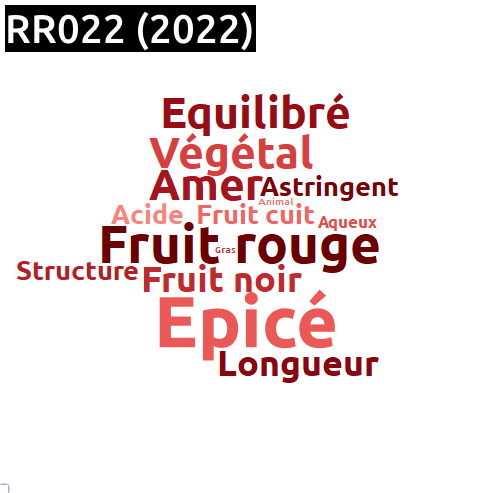 RR022 (2022)
Equilibré
Végétal
Amer Astringent
Animal
Acide Fruit cuit Aqueux
Fruit rouge
Gras
Structure Fruit noir
Epicé
Longueur